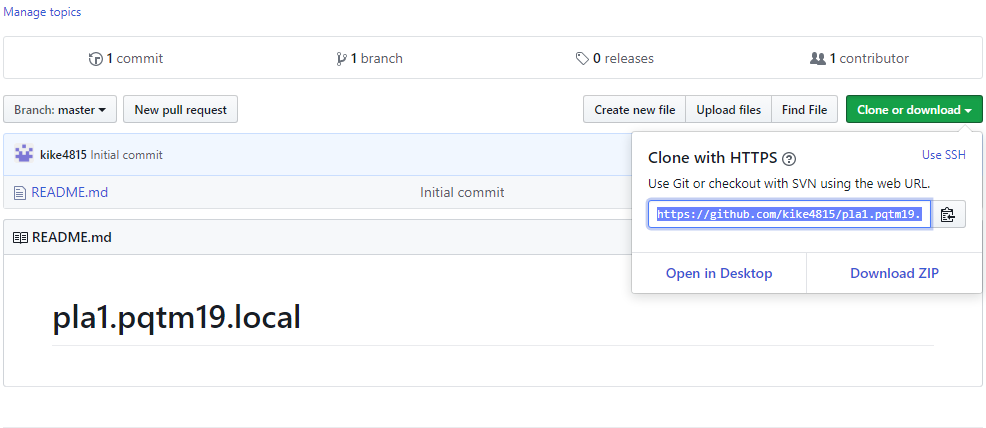 Manage topics
1 commit
1 branch
0 releases
1 contributor
Branch: master
New pull request
Create new file
Upload files
Find File
Clone or download
kike4815 Initial commit
README.md
Initial commit
Clone with HTTPS
Use SSH
Use Git or checkout with SVN using the web URL.
https://github.com/kike4815/pla1.pqtm19.
Open in Desktop
Download ZIP
README.md
pla1.pqtm19.local